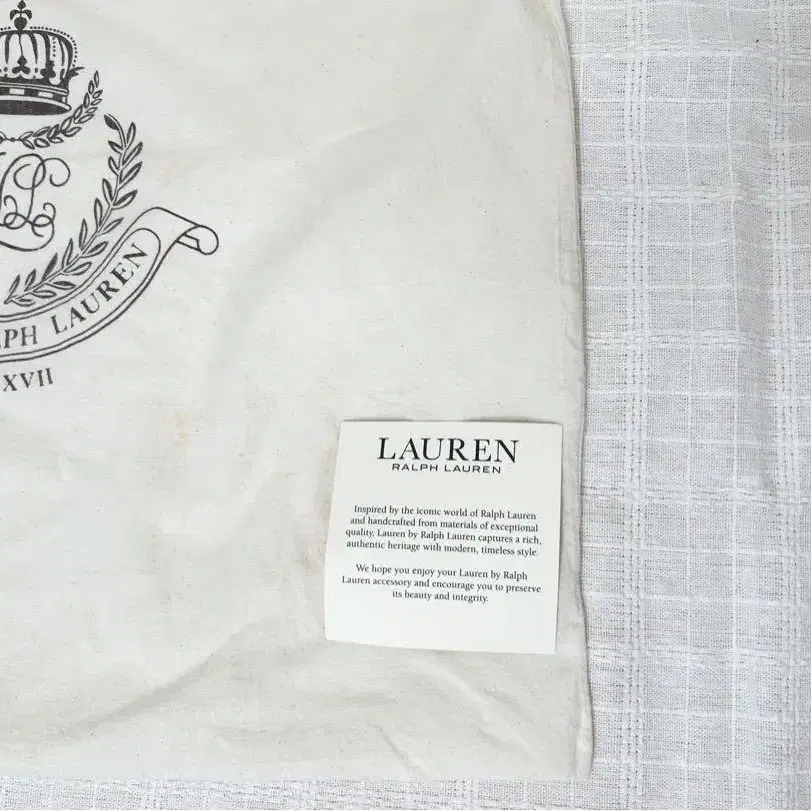 LAUREN
XVII
LAUREN
RALPH LAUREN
Inspired by the iconic world of Ralph Lauren
and handcrafted from materials of exceptional
quality, Lauren by Ralph Lauren captures a rich,
authentic heritage with modern, timeless style.
We hope you enjoy your Lauren by Ralph
Lauren accessory and encourage you to preserve
its beauty and integrity.